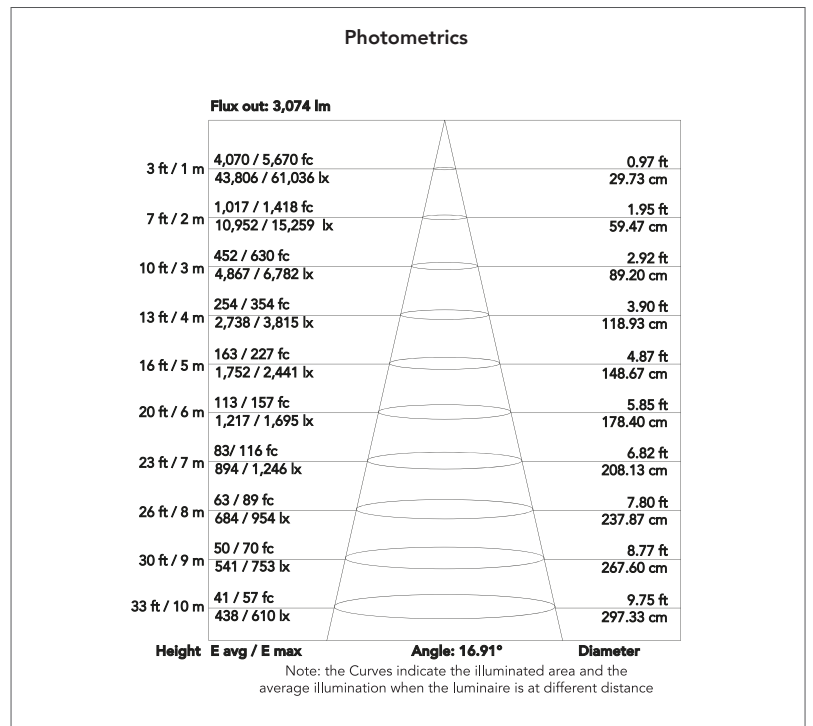 Photometrics
Flux out: 3,074 lm
3 ft / 1 m
4,070 / 5,670 fc
43,806 / 61,036 lx
0.97 ft
29.73 cm
7 ft / 2 m
1,017 / 1,418 fc
10,952 / 15,259 lx
1.95 ft
59.47 cm
10 ft / 3 m
452 / 630 fc
4,867 / 6,782 lx
2.92 ft
89.20 cm
13 ft / 4 m
254 / 354 fc
2,738 / 3,815 lx
3.90 ft
118.93 cm
16 ft / 5 m
163 / 227 fc
1,752 / 2,441 lx
4.87 ft
148.67 cm
20 ft / 6 m
113 / 157 fc
1,217 / 1,695 lx
5.85 ft
178.40 cm
23 ft / 7 m
83/ 116 fc
894 / 1,246 lx
6.82 ft
208.13 cm
26 ft / 8 m
63 / 89 fc
684 / 954 lx
7.80 ft
237.87 cm
30 ft / 9 m
50 / 70 fc
541 / 753 lx
8.77 ft
267.60 cm
33 ft / 10 m
41 / 57 fc
438 / 610 lx
9.75 ft
297.33 cm
Height E avg / E max Angle: 16.91° Diameter
Note: the Curves indicate the illuminated area and the
average illumination when the luminaire is at different distance